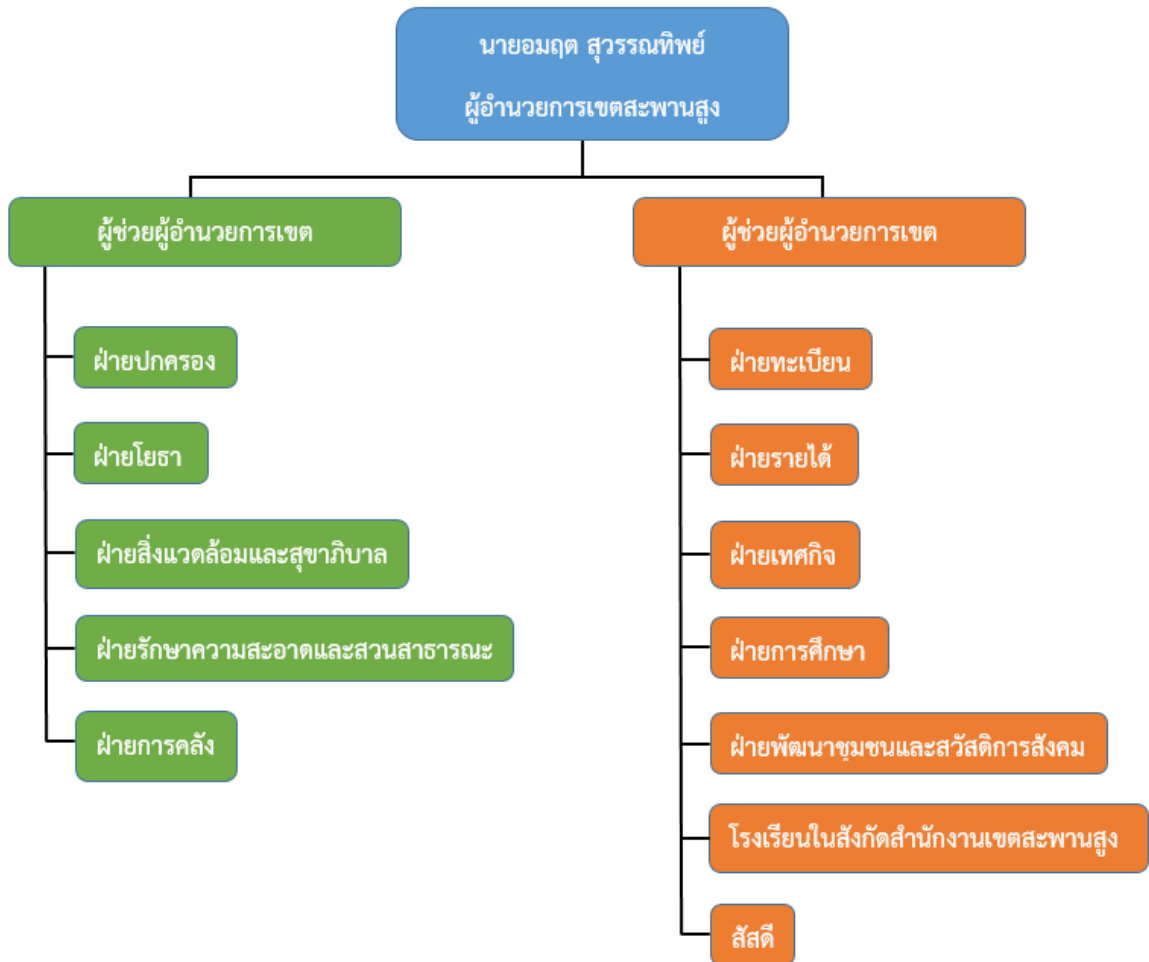 นายอมฤต สุวรรณทิพย์
ผู้อำนวยการเขตสะพานสูง
ผู้ช่วยผู้อำนวยการเขต
ฝ่ายปกครอง
ฝ่ายโยธา
ฝ่ายสิ่งแวดล้อมและสุขาภิบาล
ฝ่ายรักษาความสะอาดและสวนสาธารณะ
ฝ่ายการคลัง
ผู้ช่วยผู้อำนวยการเขต
ฝ่ายทะเบียน
ฝ่ายรายได้
ฝ่ายเทศกิจ
ฝ่ายการศึกษา
ฝ่ายพัฒนาชุมชนและสวัสดิการสังคม
โรงเรียนในสังกัดสำนักงานเขตสะพานสูง
สัสดี